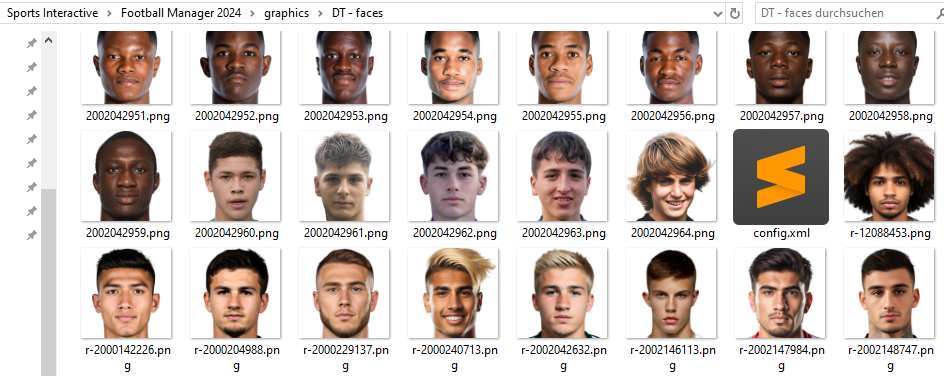 Sports Interactive > Football Manager 2024 > graphics > DT - faces
DT - faces durchsuchen
2002042951.png
2002042952.png
2002042953.png
2002042954.png
2002042955.png
2002042956.png
2002042957.png
2002042958.png
2002042959.png
2002042960.png
2002042961.png
2002042962.png
2002042963.png
2002042964.png
config.xml
r-12088453.png
r-2000142226.pn
g
r-2000204988.pn
g
r-2000229137.pn
g
r-2000240713.pn
g
r-2002042632.pn
g
r-2002146113.pn
g
r-2002147984.pn
g
r-2002148747.pn
g